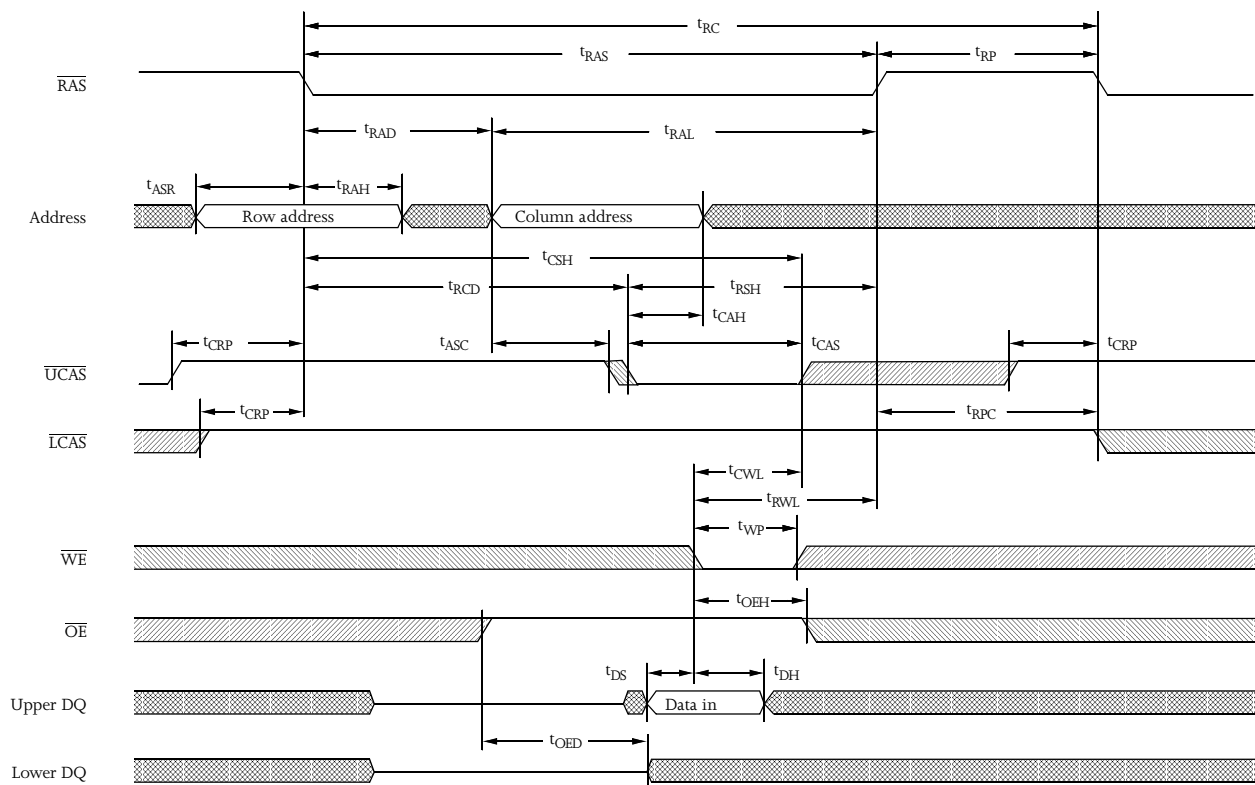 tRC
tRAS
tRP
RAS
tRAD
tRAL
tASR
tRAH
Address
Row address
Column address
tCSH
tRCD
tRSH
tCAH
tCRP
tASC
tCAS
tCRP
UCAS
tCRP
tRPC
LCAS
tCWL
tRWL
tWP
WE
tOEH
OE
tDS
tDH
Upper DQ
Data in
tOED
Lower DQ